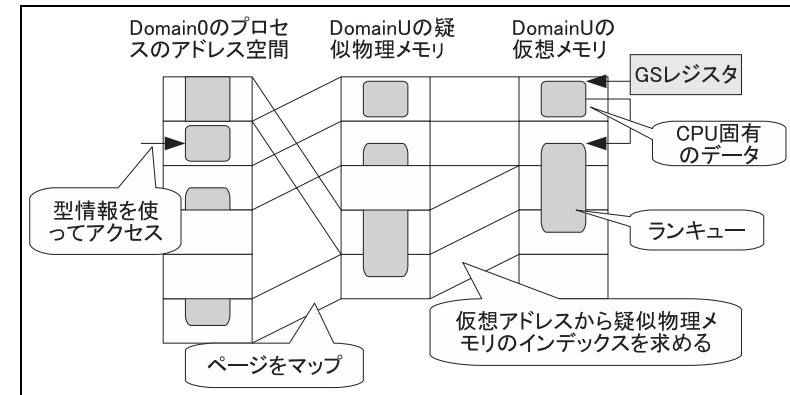 Domain0のプロセ
スのアドレス空間
DomainUの疑
似物理メモリ
DomainUの
仮想メモリ
GSレジスタ
CPU固有
のデータ
型情報を使
ってアクセス
ランキュー
仮想アドレスから疑似物理メ
モリのインデックスを求める
ページをマップ